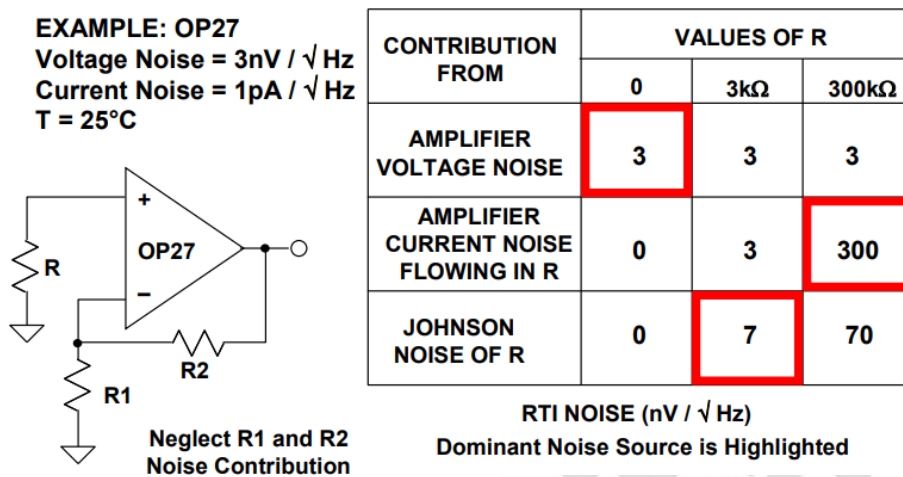 EXAMPLE: OP27
Voltage Noise = 3nV / √ Hz
Current Noise = 1pA / √ Hz
T = 25°C
+
OP27
−
R
R2
R1
Neglect R1 and R2
Noise Contribution
CONTRIBUTION
FROM
VALUES OF R
0 3kΩ 300kΩ
AMPLIFIER
VOLTAGE NOISE
3 3 3
AMPLIFIER
CURRENT NOISE
FLOWING IN R
0 3 300
JOHNSON
NOISE OF R
0 7 70
RTI NOISE (nV / √ Hz)
Dominant Noise Source is Highlighted